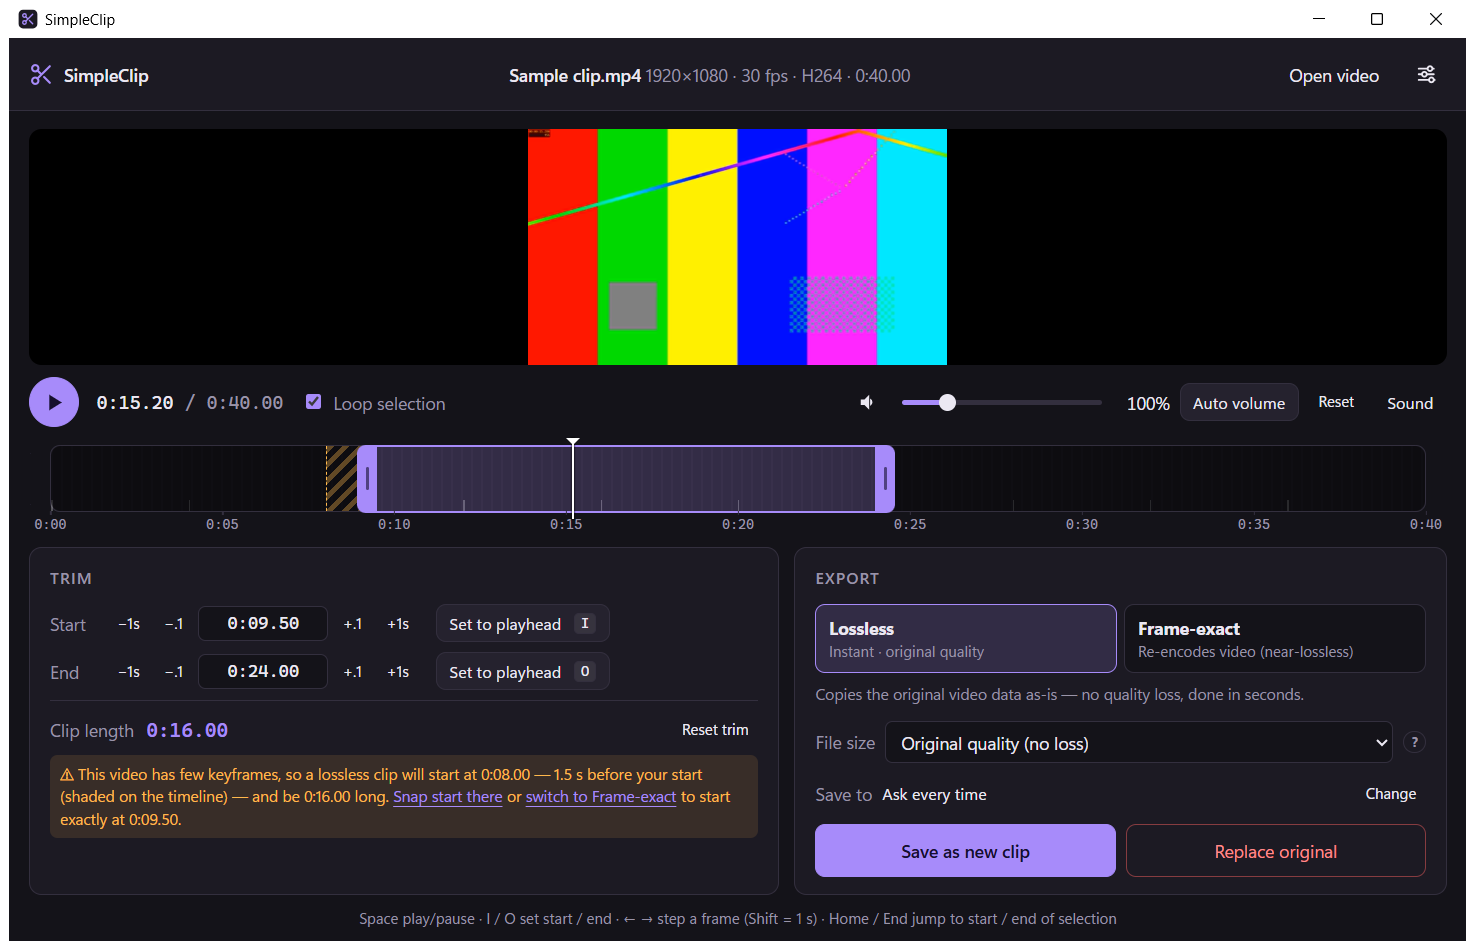 SimpleClip
SimpleClip
Sample clip.mp4 1920×1080 · 30 fps · H264 · 0:40.00
Open video
0:15.20 / 0:40.00
Loop selection
100%
Auto volume
Reset
Sound
0:00 0:05 0:10 0:15 0:20 0:25 0:30 0:35 0:40
TRIM
Start −1s −.1 0:09.50 +.1 +1s Set to playhead I
End −1s −.1 0:24.00 +.1 +1s Set to playhead O
Clip length 0:16.00
Reset trim
⚠ This video has few keyframes, so a lossless clip will start at 0:08.00 — 1.5 s before your start
(shaded on the timeline) — and be 0:16.00 long. Snap start there or switch to Frame-exact to start
exactly at 0:09.50.
EXPORT
Lossless
Instant · original quality
Frame-exact
Re-encodes video (near-lossless)
Copies the original video data as-is — no quality loss, done in seconds.
File size Original quality (no loss) ?
Save to Ask every time Change
Save as new clip
Replace original
Space play/pause · I / O set start / end · ← → step a frame (Shift = 1 s) · Home / End jump to start / end of selection